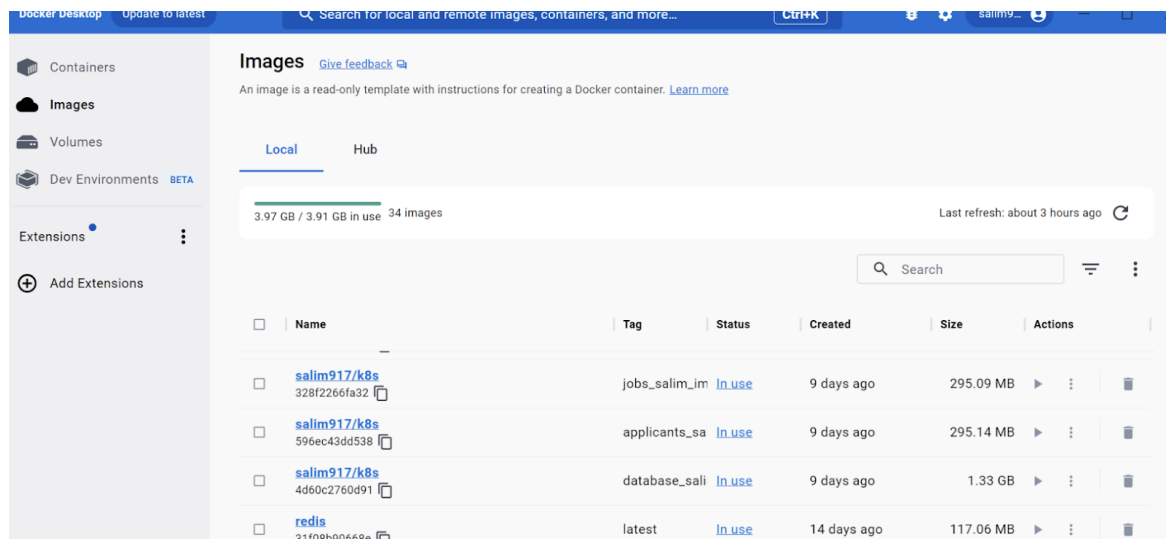 Docker Desktop Update to latest Search for local and remote images, containers, and more... Ctrl+K salim9...
Containers
Images
Volumes
Dev Environments BETA
Extensions
Add Extensions
Images Give feedback
An image is a read-only template with instructions for creating a Docker container. Learn more
Local Hub
3.97 GB / 3.91 GB in use 34 images Last refresh: about 3 hours ago
Search
Name Tag Status Created Size Actions
salim917/k8s jobs_salim_im In use 9 days ago 295.09 MB
328f2266fa32
salim917/k8s applicants_sa In use 9 days ago 295.14 MB
596ec43dd538
salim917/k8s database_sali In use 9 days ago 1.33 GB
4d60c2760d91
redis latest In use 14 days ago 117.06 MB
31f08b90668e